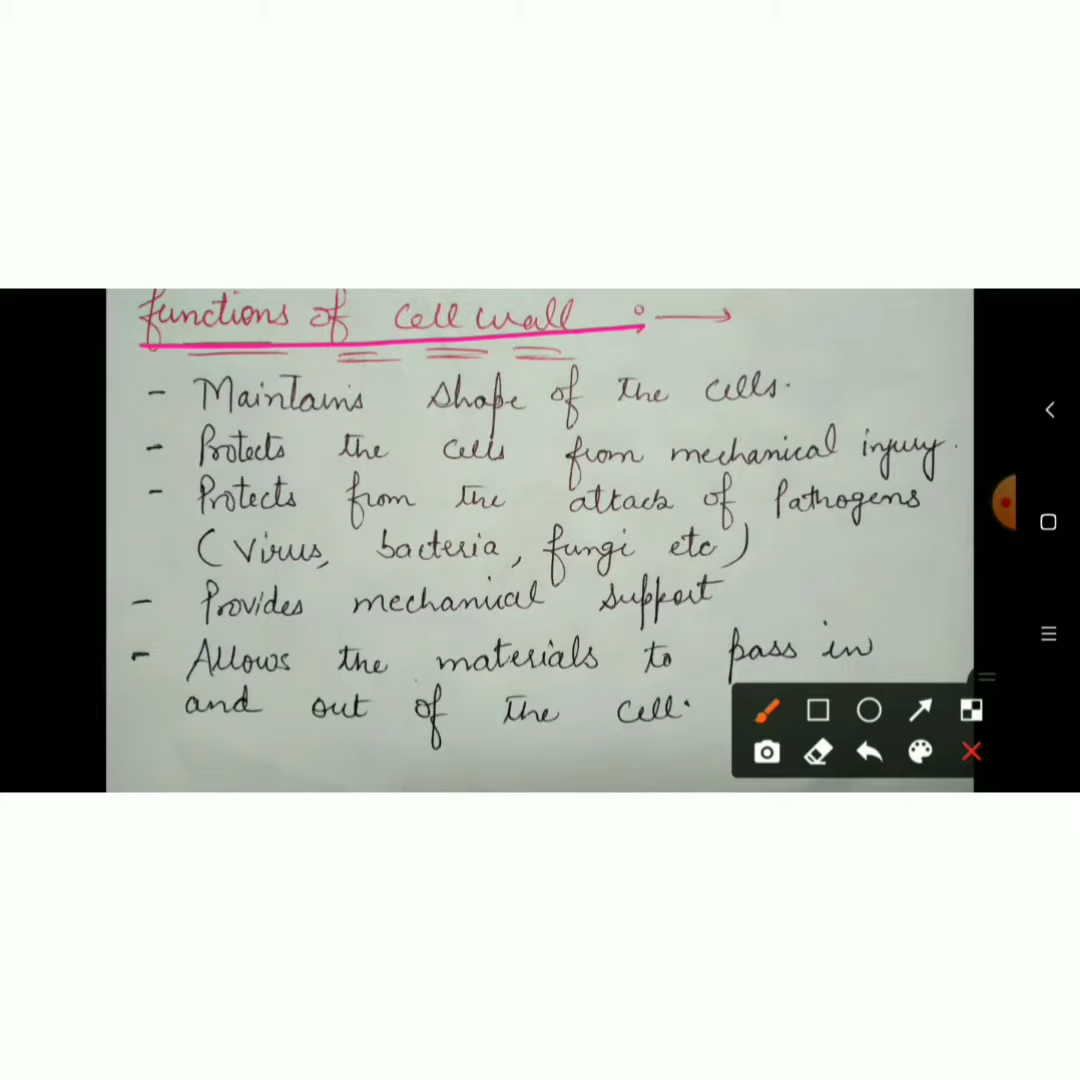 functions of cell wall :→
- Maintains shape of the cells.
- Protects the cells from mechanical injury.
- Protects from the attack of Pathogens
(Virus, bacteria, fungi etc)
- Provides mechanical support
- Allows the materials to pass in
and out of the cell.